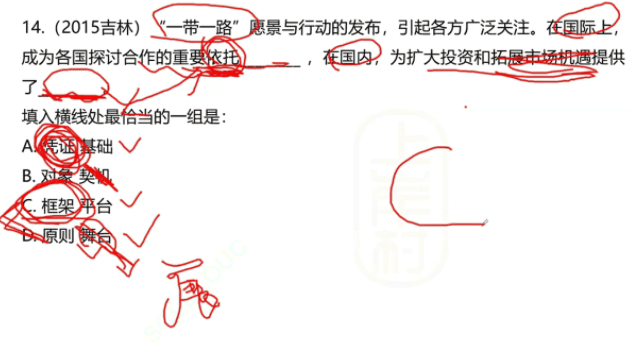 14.（2015吉林）“一带一路”愿景与行动的发布，引起各方广泛关注。在国际上，
成为各国探讨合作的重要依托______，在国内，为扩大投资和拓展市场机遇提供
了______
填入横线处最恰当的一组是：
A. 凭证 基础
B. 对象 契机
C. 框架 平台
D. 原则 舞台